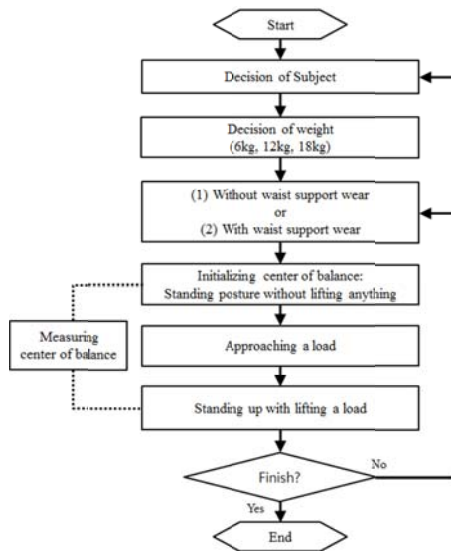 Start
Decision of Subject
Decision of weight
(6kg, 12kg, 18kg)
(1) Without waist support wear
or
(2) With waist support wear
Initializing center of balance:
Standing posture without lifting anything
Measuring
center of balance
Approaching a load
Standing up with lifting a load
Finish?
No
Yes
End